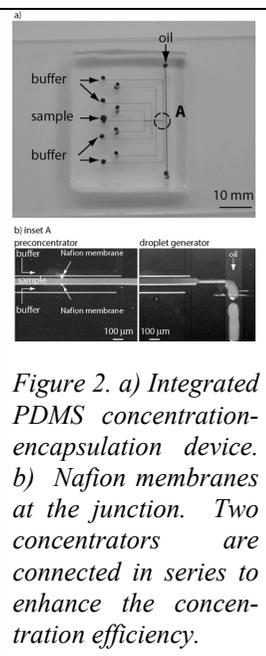 a)
oil
buffer
sample
A
buffer
10 mm
b) inset A
preconcentrator
droplet generator
buffer
Nafion membrane
oil
sample
buffer
Nafion membrane
100 µm
100 µm
Figure 2. a) Integrated
PDMS concentration-
encapsulation device.
b) Nafion membranes
at the junction. Two
concentrators are
connected in series to
enhance the concen-
tration efficiency.